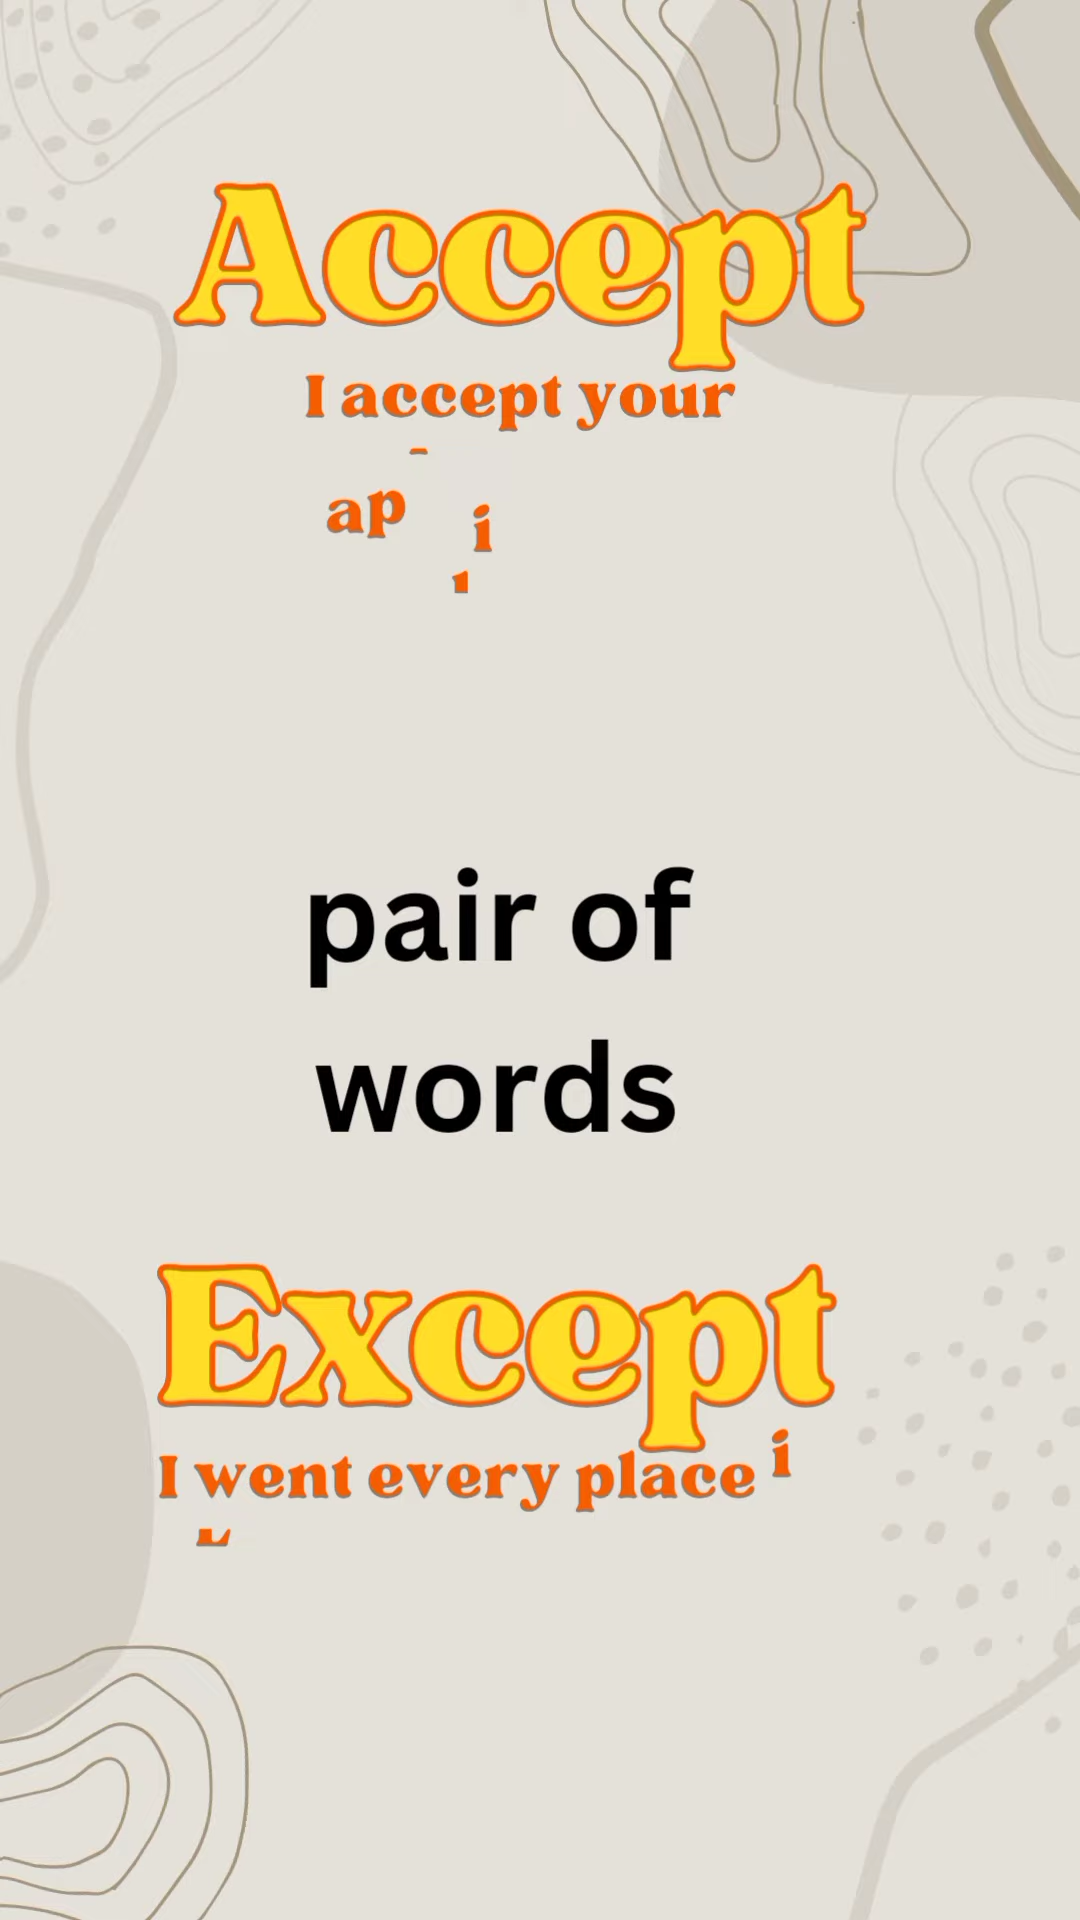 Accept
I accept your
ap i
pair of
words
Except
I went every place i